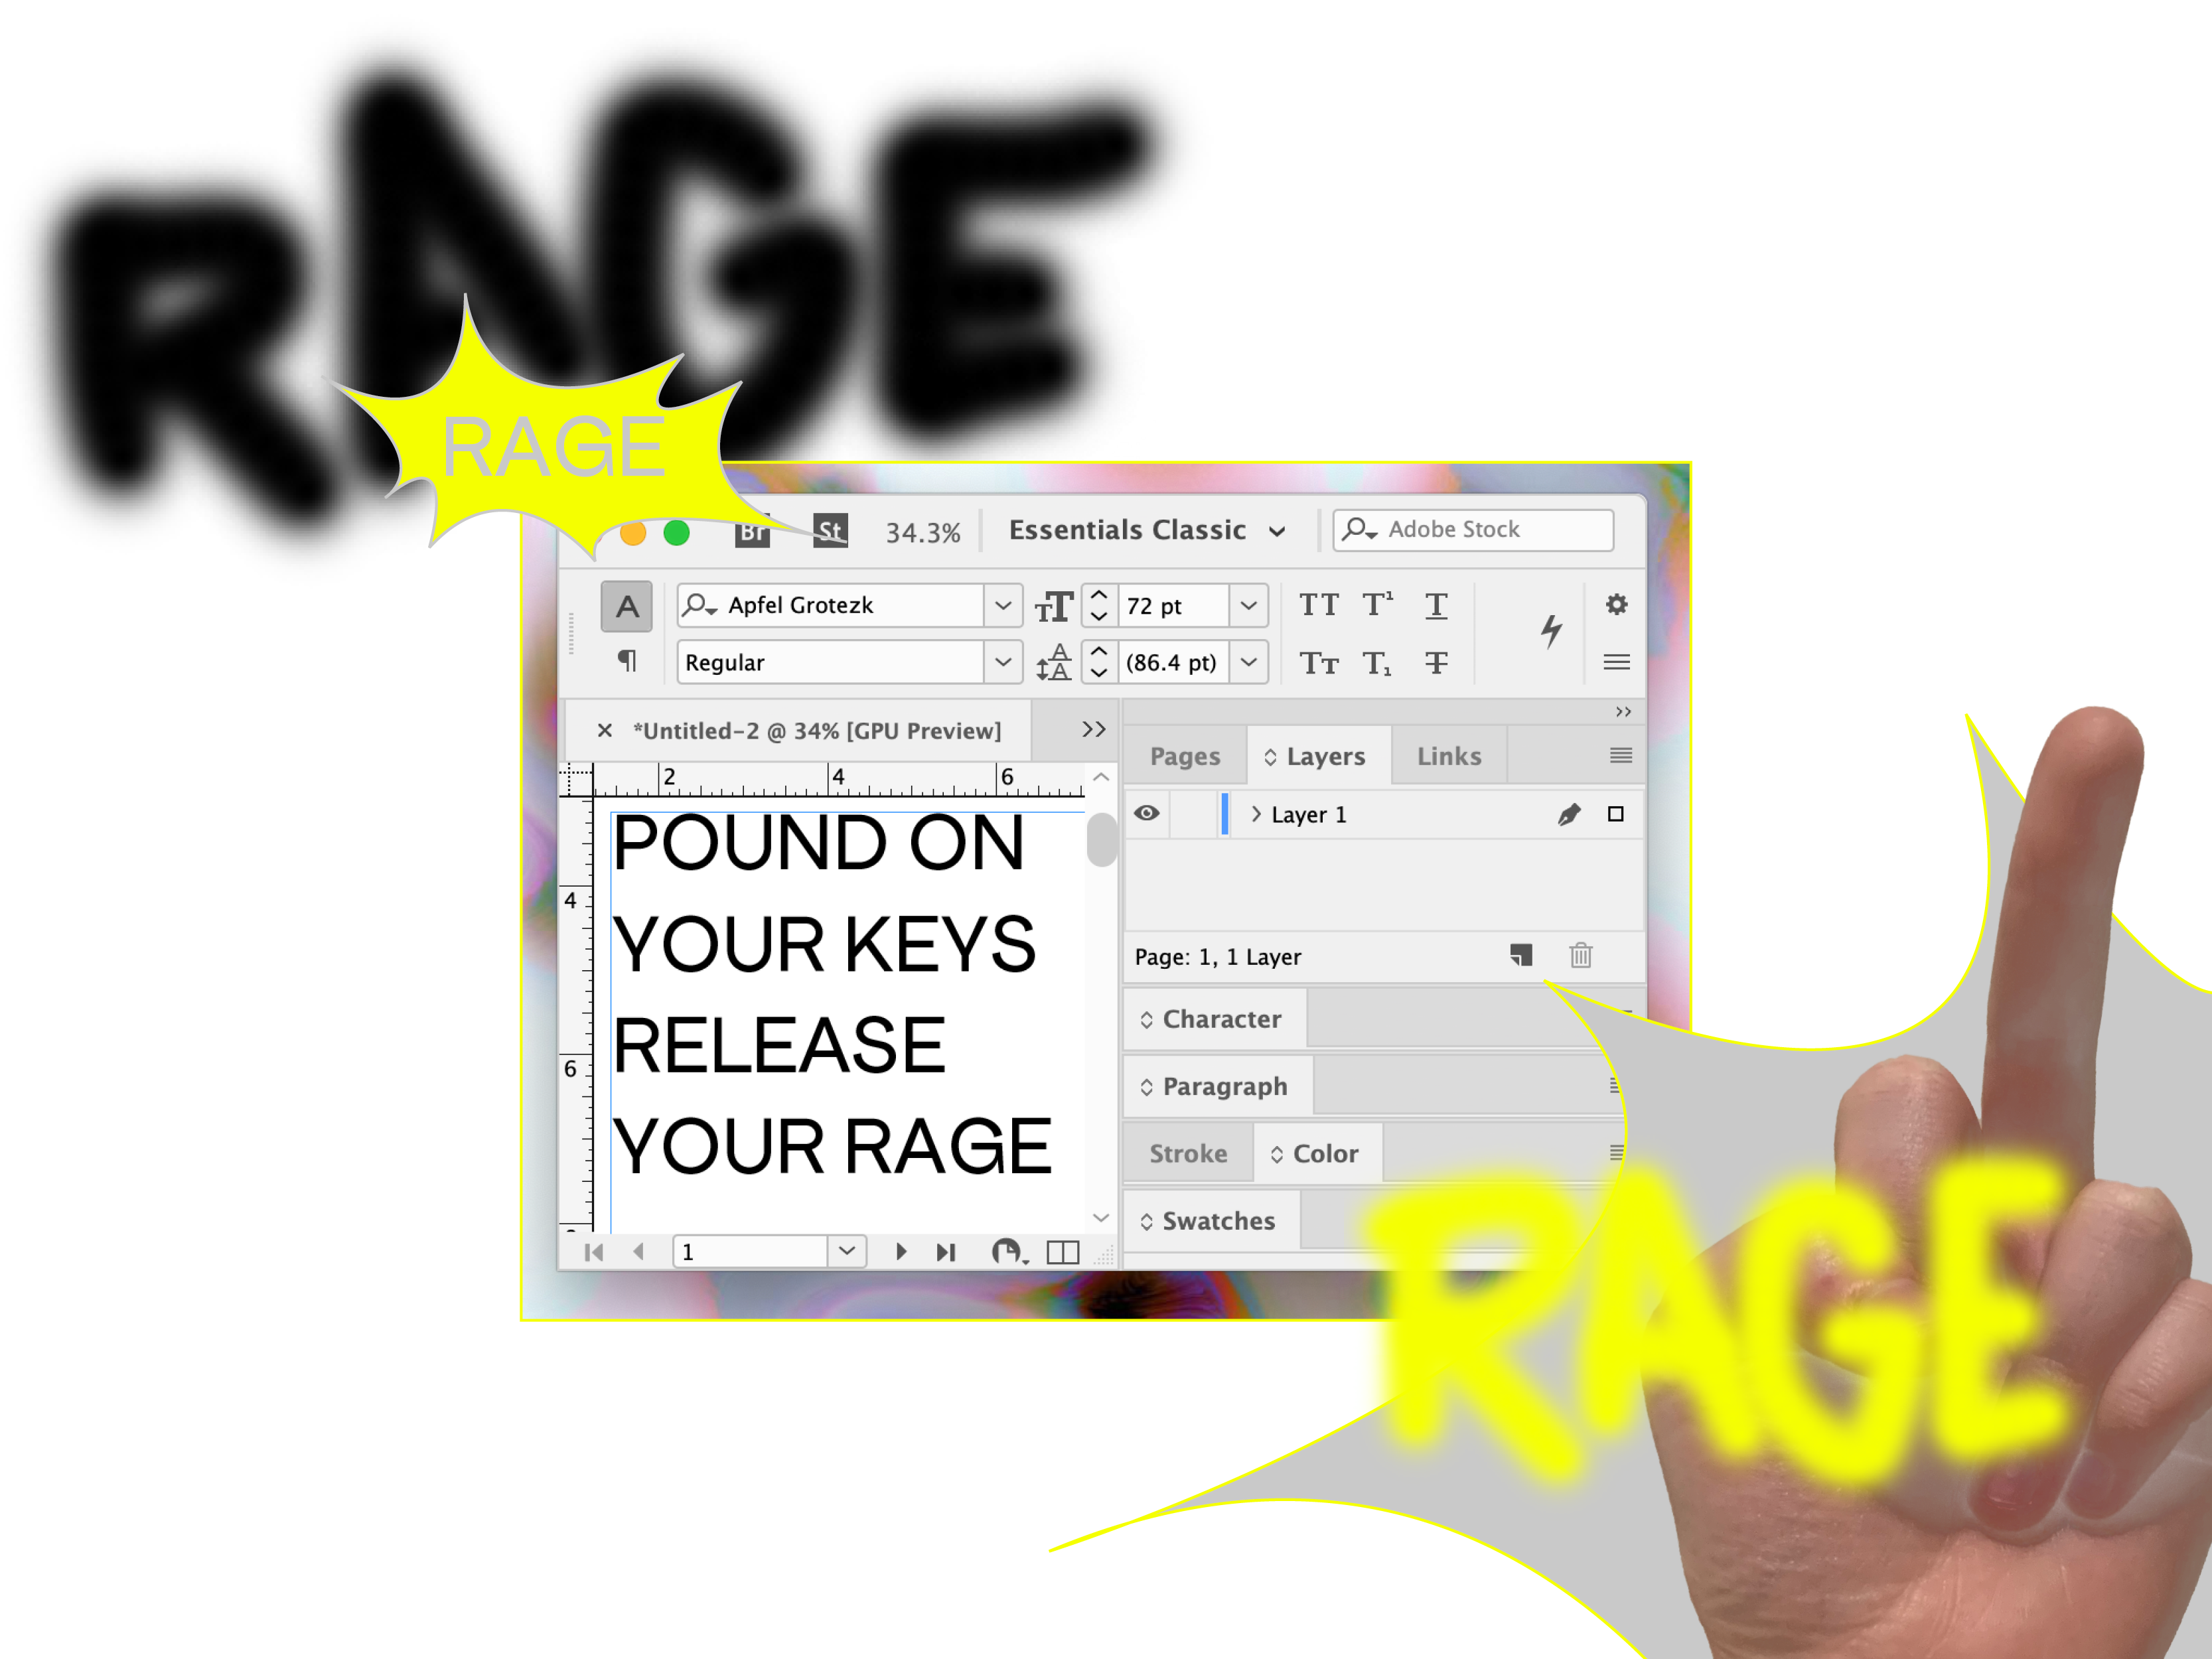 RAGE
RAGE
Br St 34.3% Essentials Classic Adobe Stock
A Apfel Grotezk 72 pt TT T¹ T
¶ Regular (86.4 pt) Tт T₁ T
*Untitled-2 @ 34% [GPU Preview]
2 4 6
POUND ON
YOUR KEYS
RELEASE
YOUR RAGE
4
6
1
Pages Layers Links
Layer 1
Page: 1, 1 Layer
Character
Paragraph
Stroke Color
Swatches
RAGE